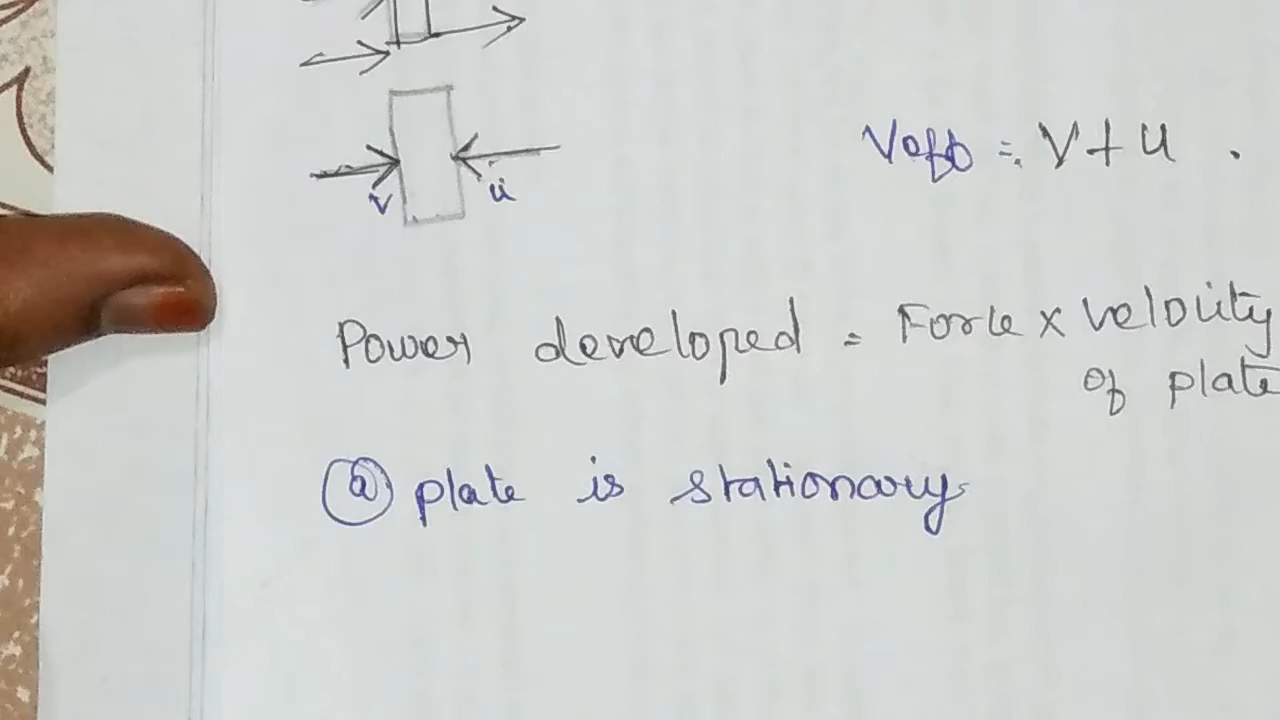 Veff = V + u .
V u
Power developed = Force x velocity
of plate
(a) plate is stationary